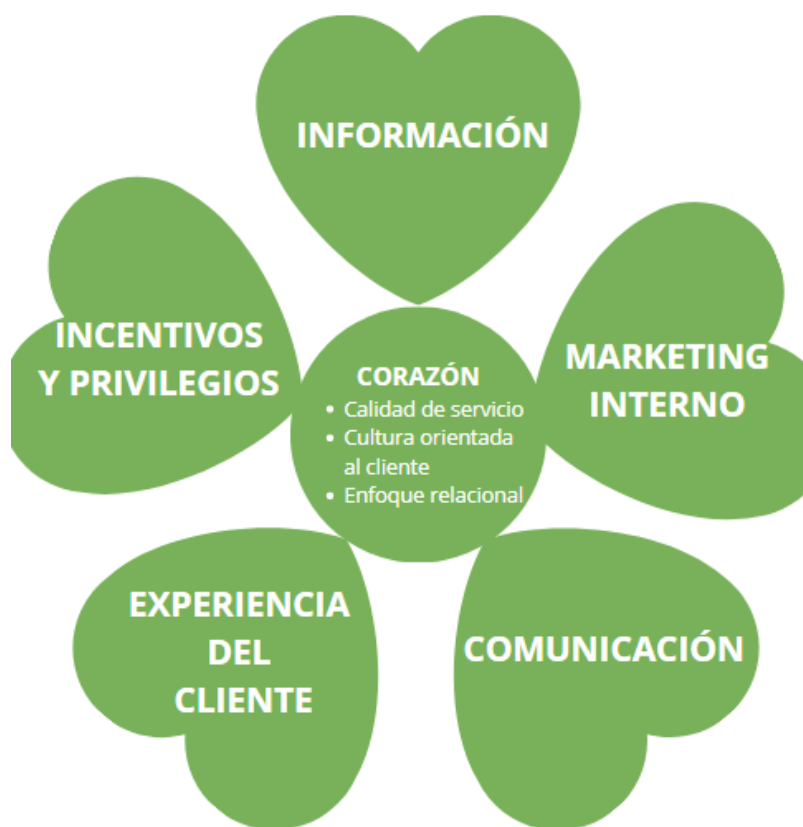 INFORMACIÓN
INCENTIVOS
Y PRIVILEGIOS
MARKETING
INTERNO
CORAZÓN
• Calidad de servicio
• Cultura orientada
al cliente
• Enfoque relacional
EXPERIENCIA
DEL
CLIENTE
COMUNICACIÓN